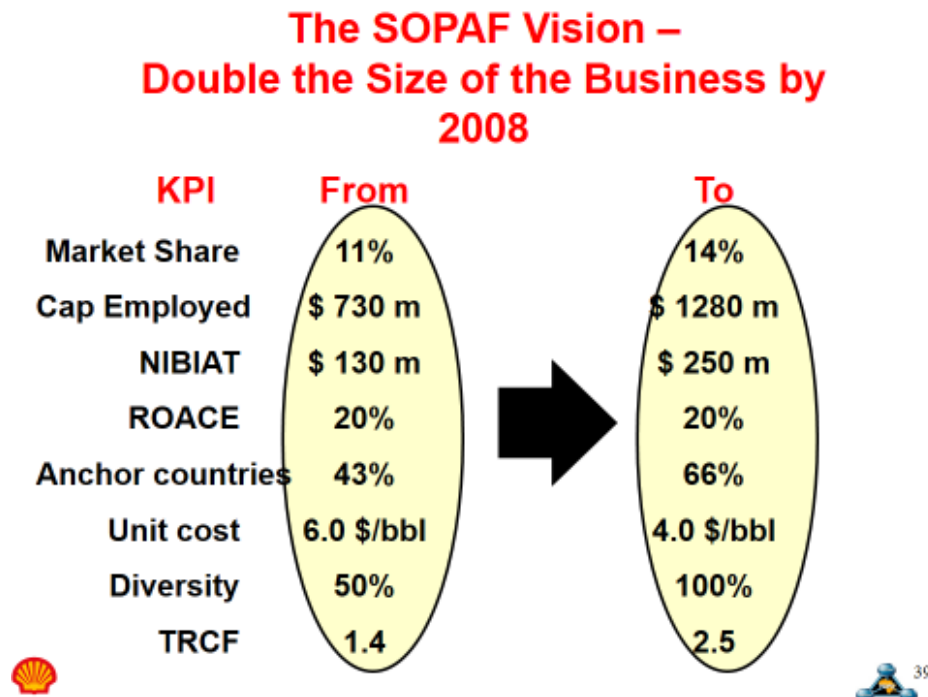 The SOPAF Vision –
Double the Size of the Business by
2008
KPI From To
Market Share 11% 14%
Cap Employed $ 730 m $ 1280 m
NIBIAT $ 130 m $ 250 m
ROACE 20% 20%
Anchor countries 43% 66%
Unit cost 6.0 $/bbl 4.0 $/bbl
Diversity 50% 100%
TRCF 1.4 2.5
39